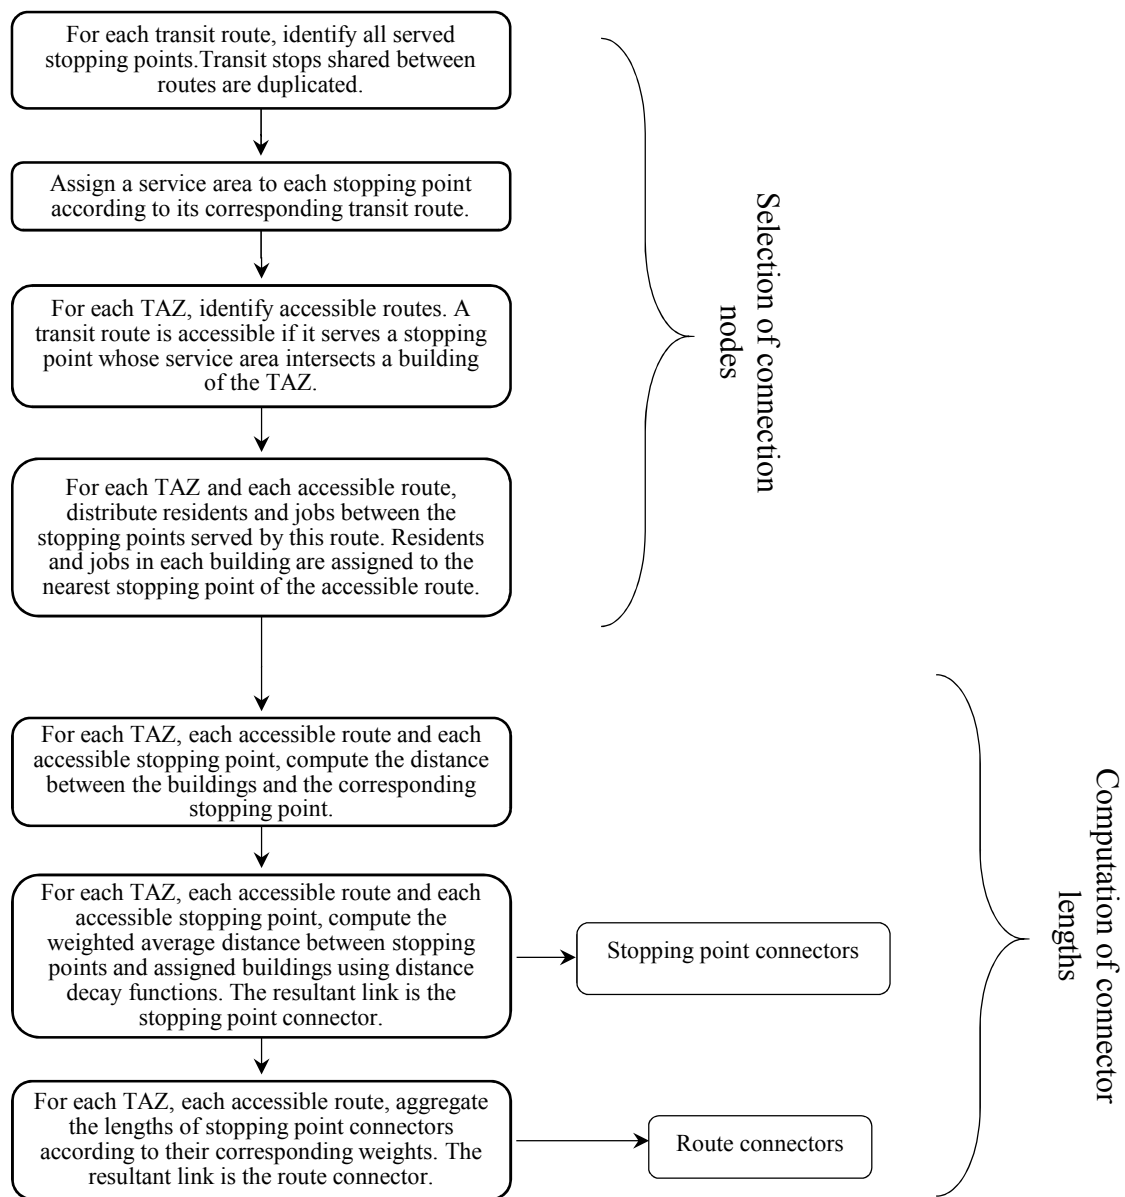 For each transit route, identify all served
stopping points.Transit stops shared between
routes are duplicated.
Assign a service area to each stopping point
according to its corresponding transit route.
For each TAZ, identify accessible routes. A
transit route is accessible if it serves a stopping
point whose service area intersects a building
of the TAZ.
For each TAZ and each accessible route,
distribute residents and jobs between the
stopping points served by this route. Residents
and jobs in each building are assigned to the
nearest stopping point of the accessible route.
Selection of connection
nodes
For each TAZ, each accessible route and each
accessible stopping point, compute the distance
between the buildings and the corresponding
stopping point.
For each TAZ, each accessible route and each
accessible stopping point, compute the
weighted average distance between stopping
points and assigned buildings using distance
decay functions. The resultant link is the
stopping point connector.
Stopping point connectors
For each TAZ, each accessible route, aggregate
the lengths of stopping point connectors
according to their corresponding weights. The
resultant link is the route connector.
Route connectors
Computation of connector
lengths